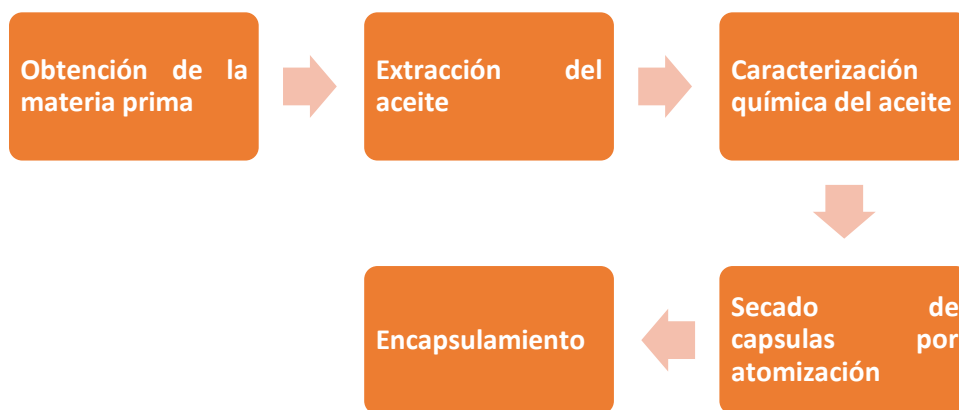 Obtención de la
materia prima
Extracción del
aceite
Caracterización
química del aceite
Secado de
capsulas por
atomización
Encapsulamiento